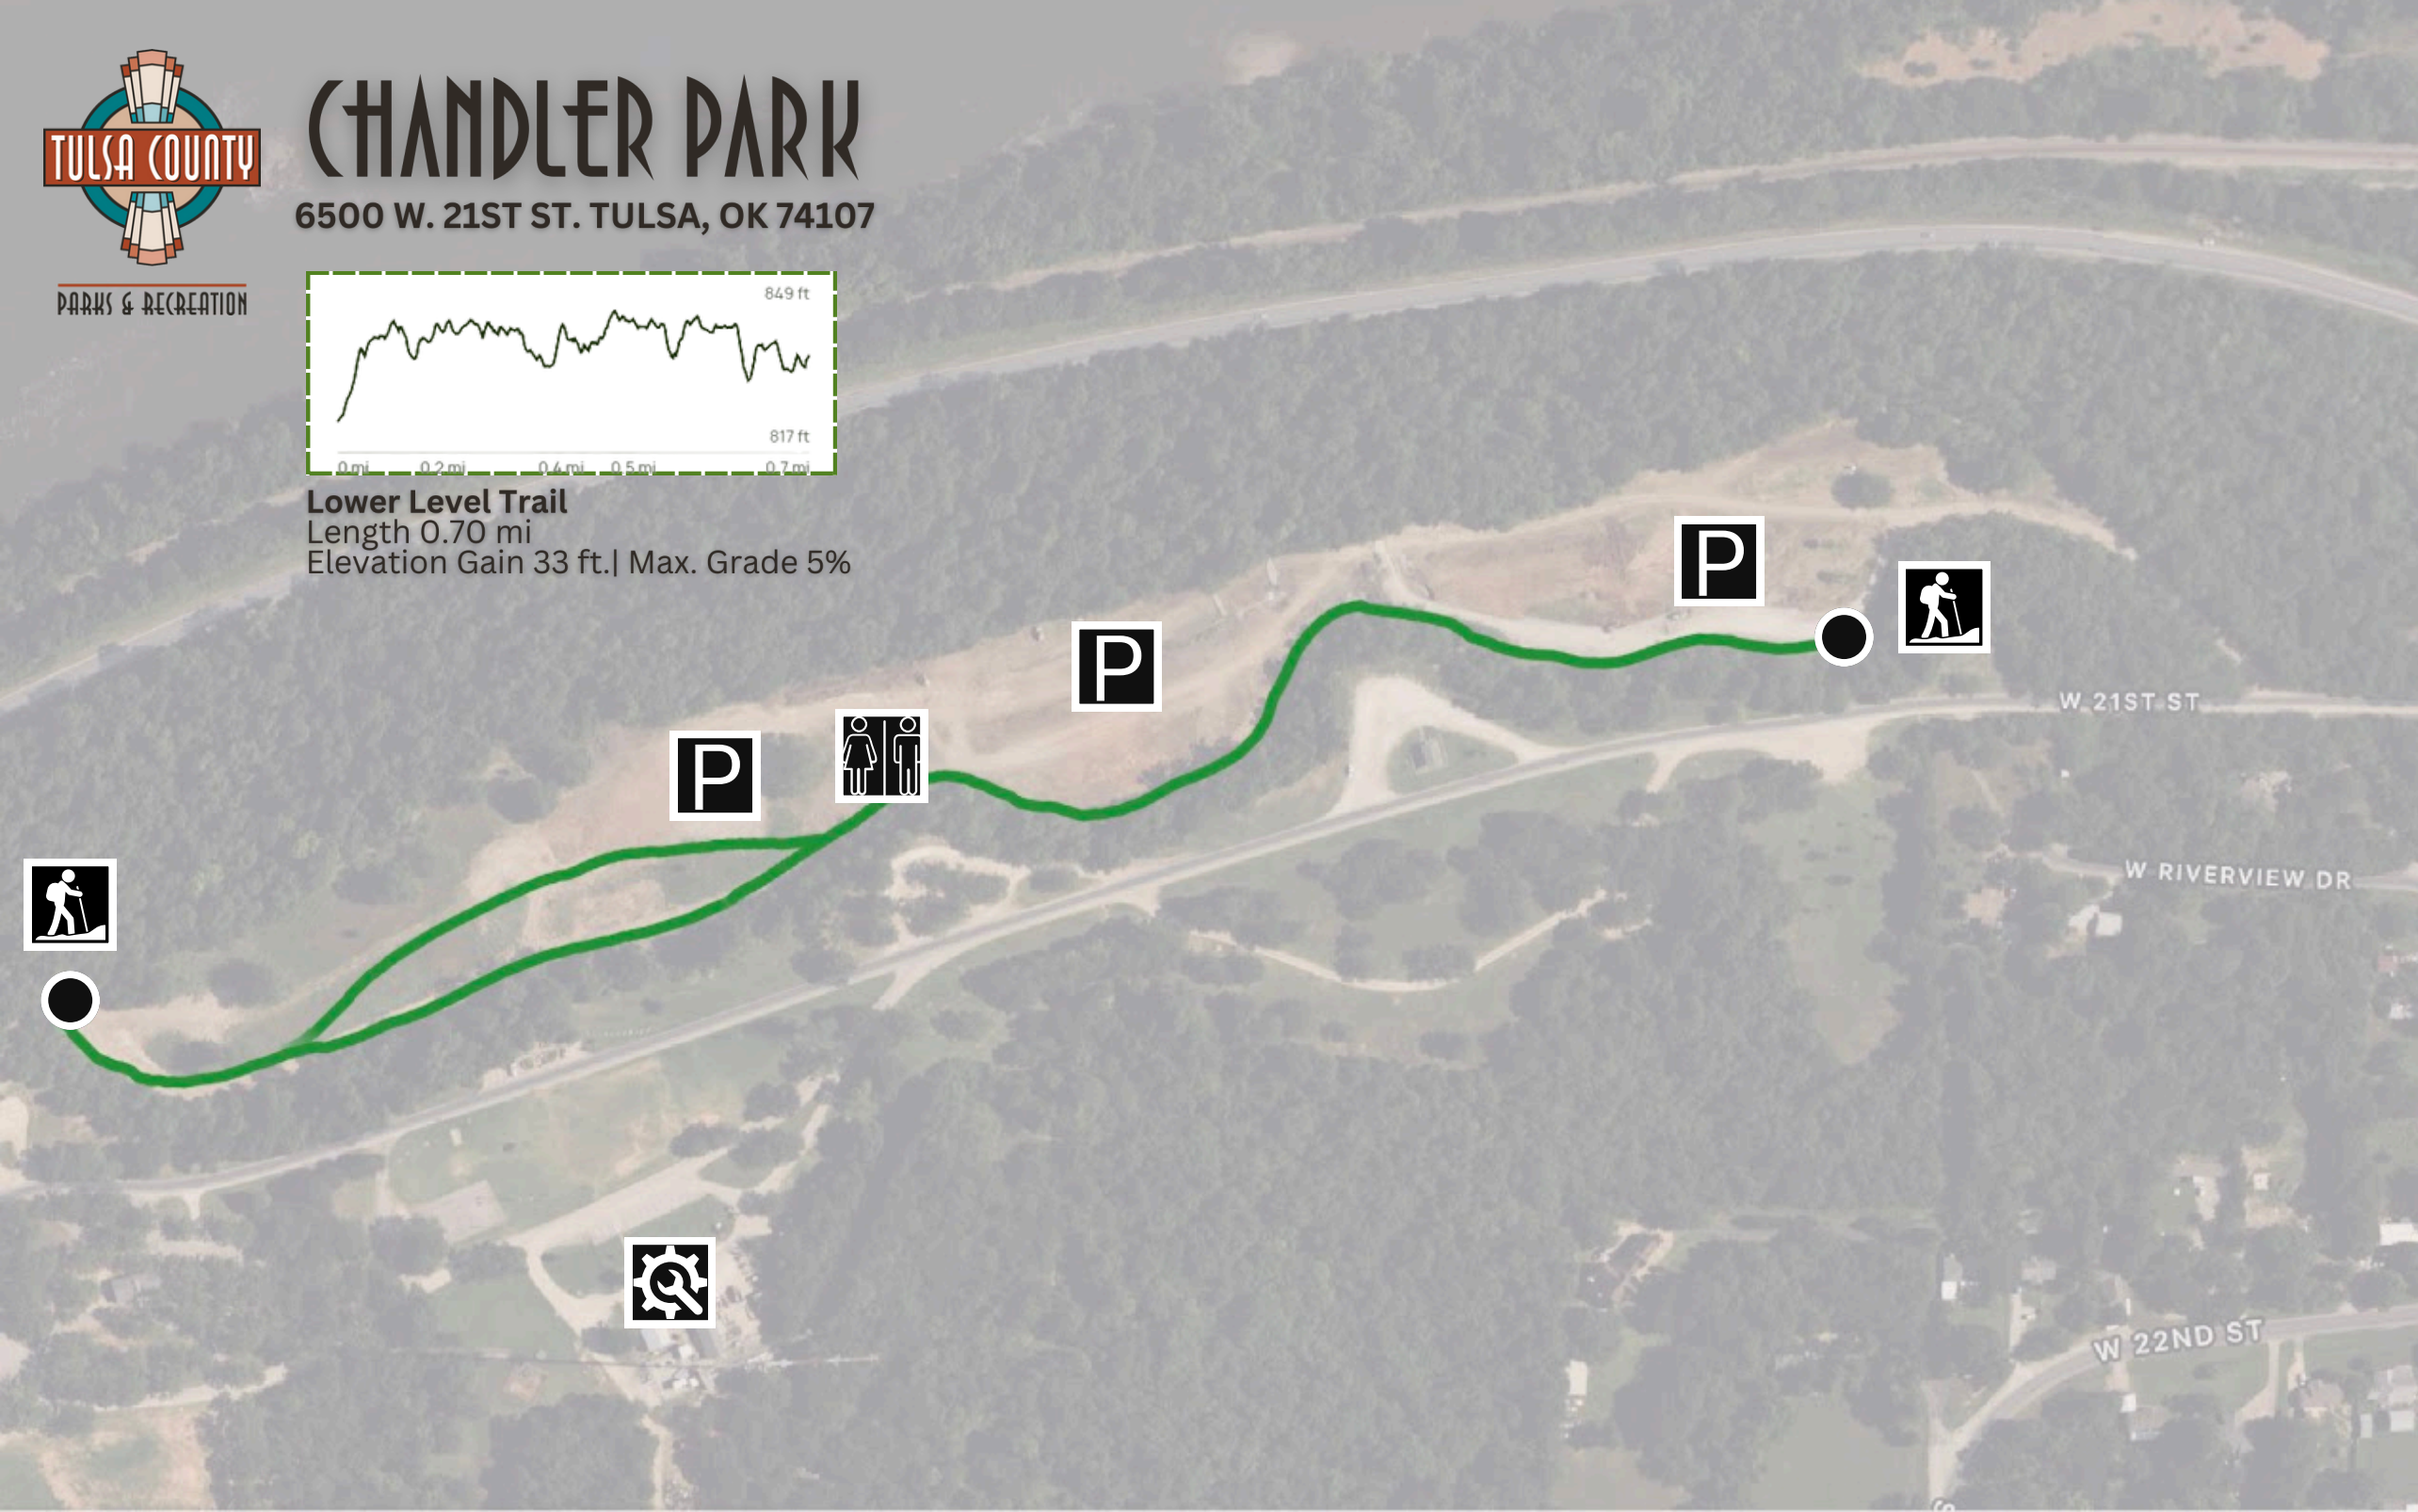 TULSA COUNTY
PARKS & RECREATION
CHANDLER PARK
6500 W. 21ST ST. TULSA, OK 74107
849 ft
817 ft
0 mi 0.2 mi 0.4 mi 0.5 mi 0.7 mi
Lower Level Trail
Length 0.70 mi
Elevation Gain 33 ft.| Max. Grade 5%
P
P
P
W 21ST ST
W RIVERVIEW DR
W 22ND ST